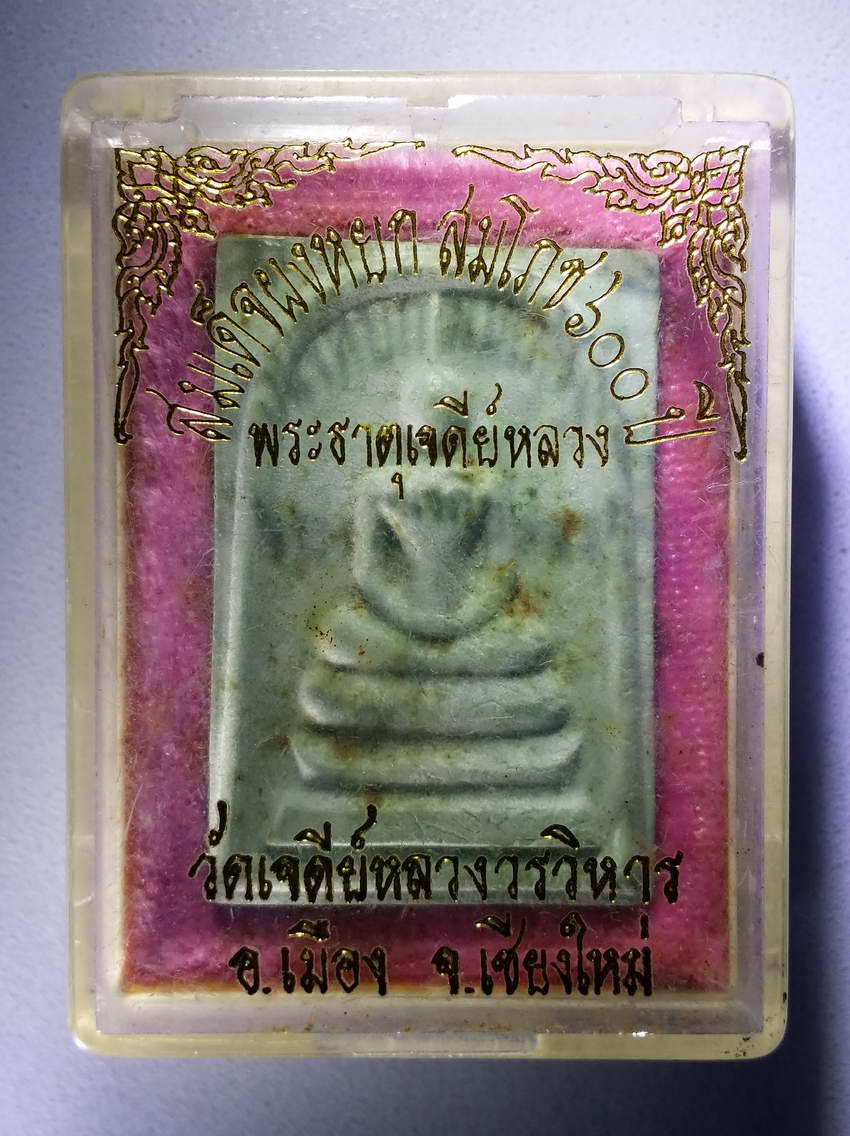 สมเด็จผงหยก สมโภช ๖๐๐ ปี
พระธาตุเจดีย์หลวง
วัดเจดีย์หลวงวรวิหาร
อ.เมือง จ.เชียงใหม่